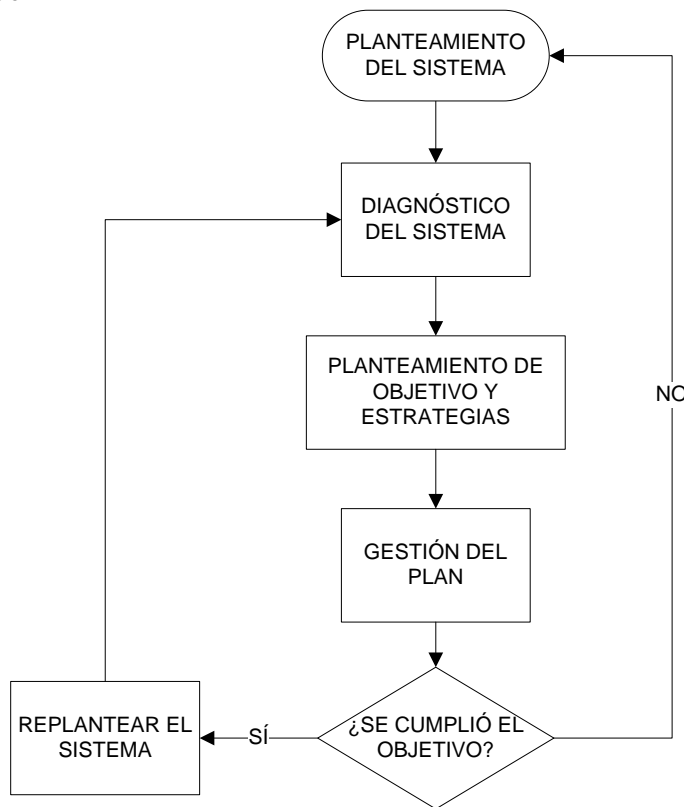 PLANTEAMIENTO
DEL SISTEMA
DIAGNÓSTICO
DEL SISTEMA
PLANTEAMIENTO DE
OBJETIVO Y
ESTRATEGIAS
NO
GESTIÓN DEL
PLAN
¿SE CUMPLIÓ EL
OBJETIVO?
SÍ
REPLANTEAR EL
SISTEMA